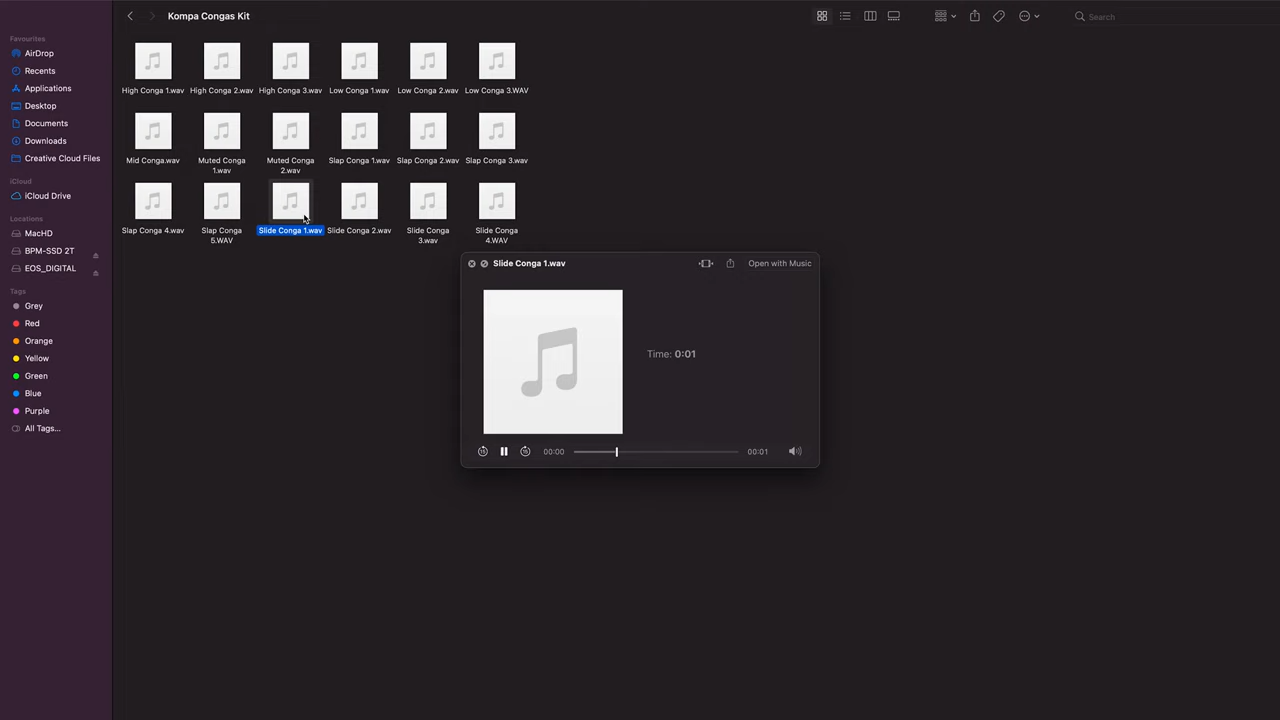 Kompa Congas Kit
Search
Favourites
AirDrop
Recents
Applications
Desktop
Documents
Downloads
Creative Cloud Files
iCloud
iCloud Drive
Locations
MacHD
BPM-SSD 2T
EOS_DIGITAL
Tags
Grey
Red
Orange
Yellow
Green
Blue
Purple
All Tags...
High Conga 1.wav
High Conga 2.wav
High Conga 3.wav
Low Conga 1.wav
Low Conga 2.wav
Low Conga 3.WAV
Mid Conga.wav
Muted Conga
1.wav
Muted Conga
2.wav
Slap Conga 1.wav
Slap Conga 2.wav
Slap Conga 3.wav
Slap Conga 4.wav
Slap Conga
5.WAV
Slide Conga 1.wav
Slide Conga 2.wav
Slide Conga
3.wav
Slide Conga
4.WAV
Slide Conga 1.wav
Open with Music
Time: 0:01
00:00
00:01